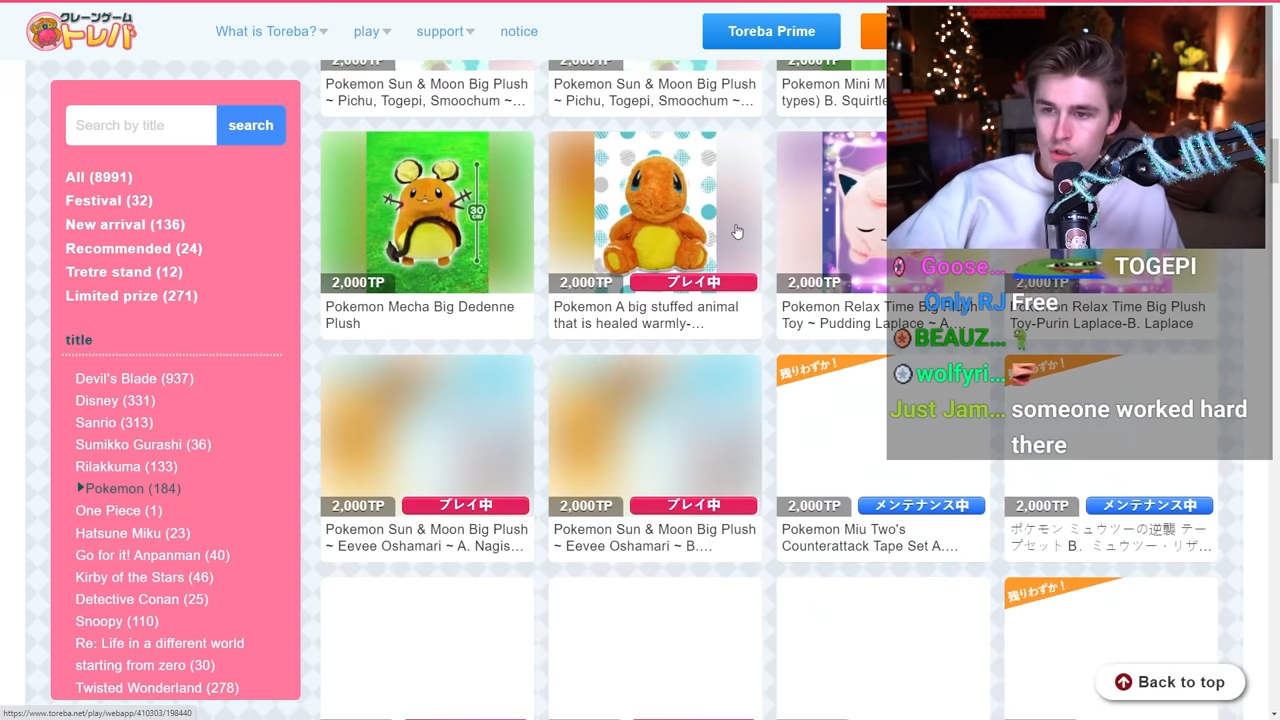 クレーンゲーム
トレバ
What is Toreba?
play
support
notice
Toreba Prime
Search by title
search
All (8991)
Festival (32)
New arrival (136)
Recommended (24)
Tretre stand (12)
Limited prize (271)
title
Devil's Blade (937)
Disney (331)
Sanrio (313)
Sumikko Gurashi (36)
Rilakkuma (133)
Pokemon (184)
One Piece (1)
Hatsune Miku (23)
Go for it! Anpanman (40)
Kirby of the Stars (46)
Detective Conan (25)
Snoopy (110)
Re: Life in a different world
starting from zero (30)
Twisted Wonderland (278)
2,000TP
Pokemon Sun & Moon Big Plush
~ Pichu, Togepi, Smoochum ~...
2,000TP
Pokemon Sun & Moon Big Plush
~ Pichu, Togepi, Smoochum ~...
2,000TP
Pokemon Mini M
types) B. Squirtle
30
2,000TP
Pokemon Mecha Big Dedenne
Plush
2,000TP
プレイ中
Pokemon A big stuffed animal
that is healed warmly-...
2,000TP
Pokemon Relax Time Big Plush
Toy ~ Pudding Laplace ~ A....
2,000TP
Pokemon Relax Time Big Plush
Toy-Purin Laplace-B. Laplace
2,000TP
プレイ中
Pokemon Sun & Moon Big Plush
~ Eevee Oshamari ~ A. Nagis...
2,000TP
プレイ中
Pokemon Sun & Moon Big Plush
~ Eevee Oshamari ~ B....
残りわずか!
2,000TP
メンテナンス中
Pokemon Miu Two's
Counterattack Tape Set A....
残りわずか!
2,000TP
メンテナンス中
ポケモン ミュウツーの逆襲 テー
プセット B．ミュウツー・リザ...
残りわずか!
Goose... TOGEPI
Only RJ Free
BEAUZ...
wolfyri...
Just Jam... someone worked hard
there
Back to top
https://www.toreba.net/play/webapp/410303/198440